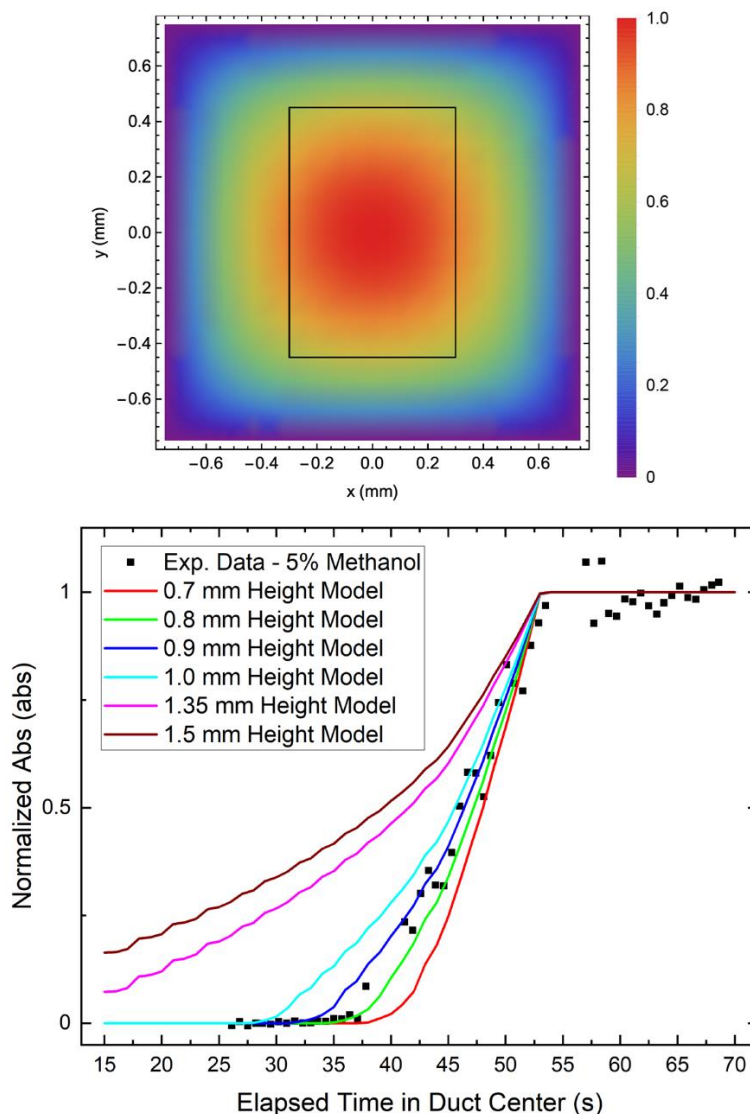 1.0
0.6
0.8
0.4
0.2
0.6
y (mm)
0.0
0.4
−0.2
−0.4
0.2
−0.6
0
−0.6 −0.4 −0.2 0.0 0.2 0.4 0.6
x (mm)
Exp. Data - 5% Methanol
1
0.7 mm Height Model
0.8 mm Height Model
0.9 mm Height Model
1.0 mm Height Model
1.35 mm Height Model
1.5 mm Height Model
Normalized Abs (abs)
0.5
0
15 20 25 30 35 40 45 50 55 60 65 70
Elapsed Time in Duct Center (s)